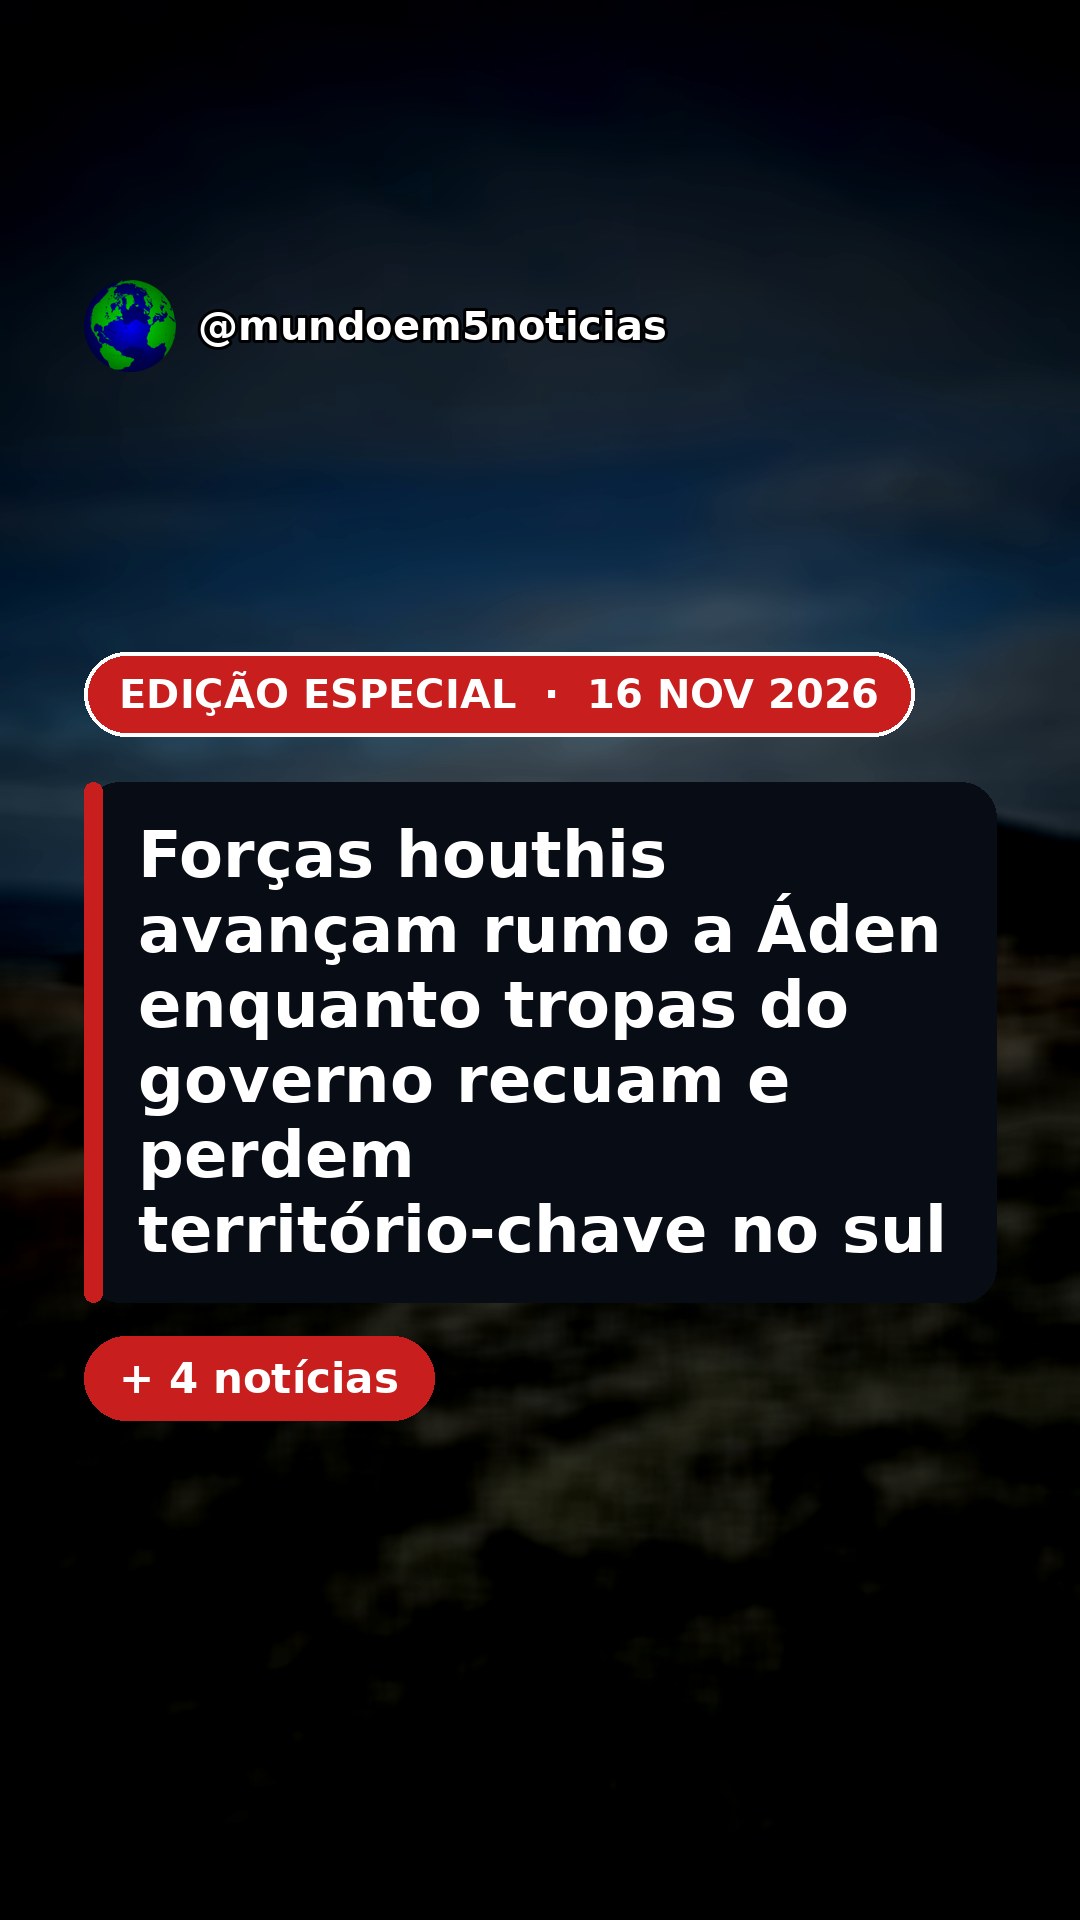 @mundoem5noticias
EDIÇÃO ESPECIAL · 16 NOV 2026
Forças houthis
avançam rumo a Áden
enquanto tropas do
governo recuam e
perdem
território-chave no sul
+ 4 notícias